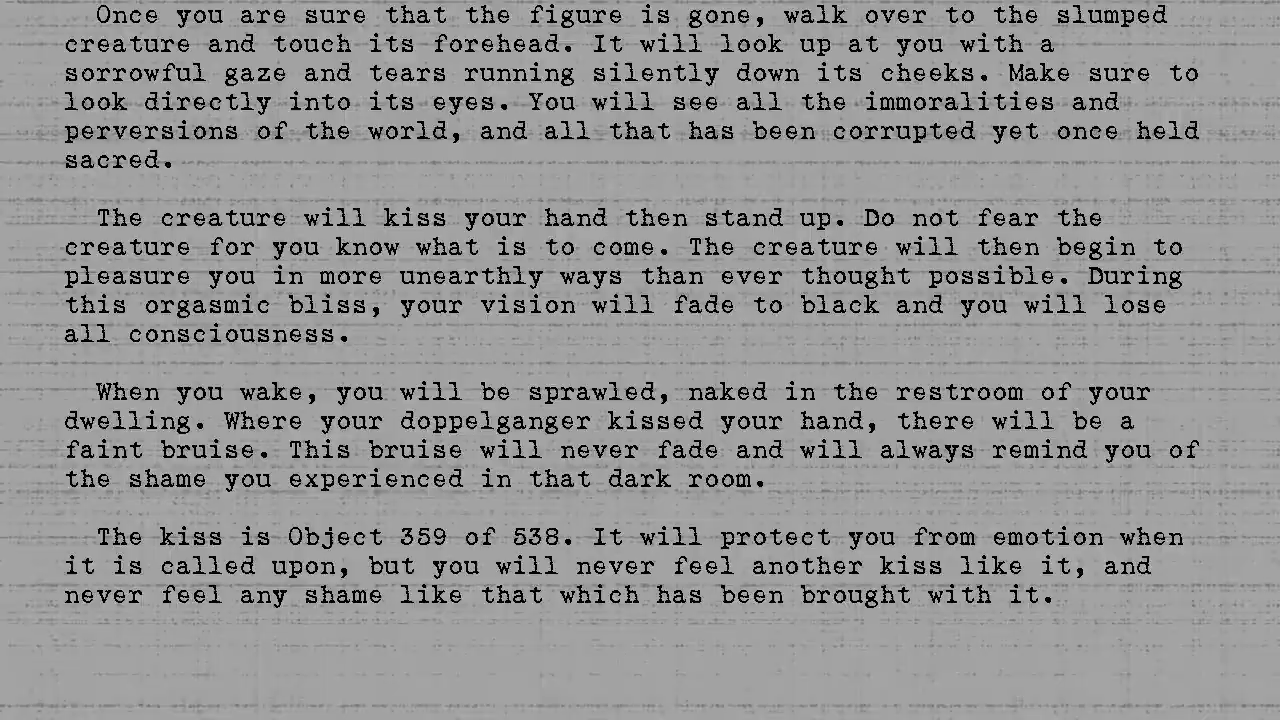 Once you are sure that the figure is gone, walk over to the slumped
creature and touch its forehead. It will look up at you with a
sorrowful gaze and tears running silently down its cheeks. Make sure to
look directly into its eyes. You will see all the immoralities and
perversions of the world, and all that has been corrupted yet once held
sacred.
The creature will kiss your hand then stand up. Do not fear the
creature for you know what is to come. The creature will then begin to
pleasure you in more unearthly ways than ever thought possible. During
this orgasmic bliss, your vision will fade to black and you will lose
all consciousness.
When you wake, you will be sprawled, naked in the restroom of your
dwelling. Where your doppelganger kissed your hand, there will be a
faint bruise. This bruise will never fade and will always remind you of
the shame you experienced in that dark room.
The kiss is Object 359 of 538. It will protect you from emotion when
it is called upon, but you will never feel another kiss like it, and
never feel any shame like that which has been brought with it.